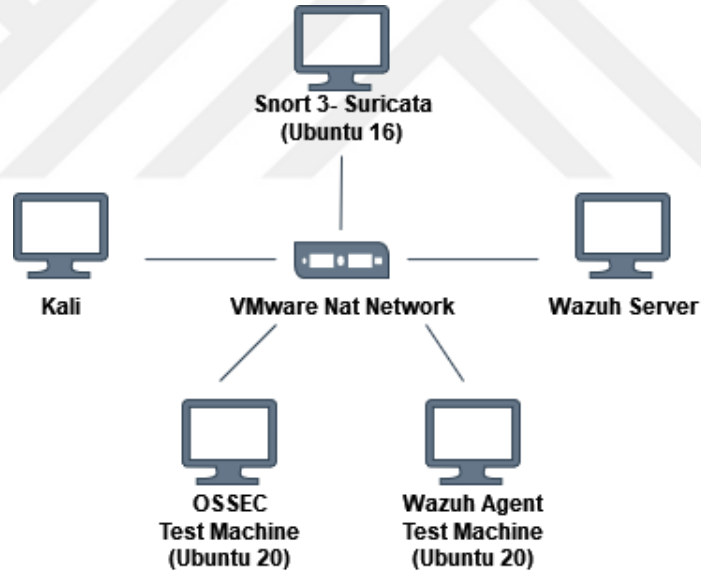 Snort 3- Suricata
(Ubuntu 16)
Kali
VMware Nat Network
Wazuh Server
OSSEC
Test Machine
(Ubuntu 20)
Wazuh Agent
Test Machine
(Ubuntu 20)